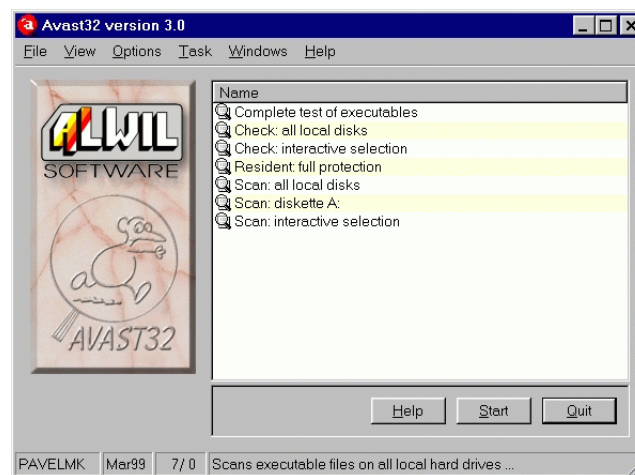 Avast32 version 3.0
File View Options Task Windows Help
ALWIL
SOFTWARE
AVAST32
Name
Complete test of executables
Check: all local disks
Check: interactive selection
Resident: full protection
Scan: all local disks
Scan: diskette A:
Scan: interactive selection
Help Start Quit
PAVELMK Mar99 7/ 0 Scans executable files on all local hard drives ...